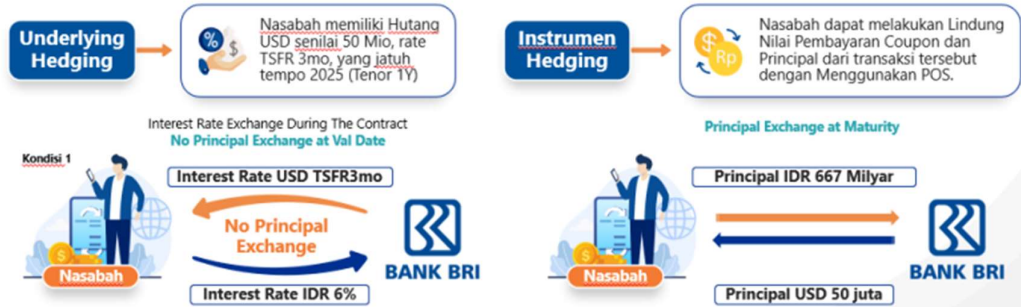 Underlying
Hedging
%
$
Nasabah memiliki Hutang
USD senilai 50 Mio, rate
TSFR 3mo, yang jatuh
tempo 2025 (Tenor 1Y)
Instrumen
Hedging
$
Rp
Nasabah dapat melakukan Lindung
Nilai Pembayaran Coupon dan
Principal dari transaksi tersebut
dengan Menggunakan POS.
Interest Rate Exchange During The Contract
No Principal Exchange at Val Date
Kondisi 1
Interest Rate USD TSFR3mo
No Principal
Exchange
$
Nasabah
BANK BRI
Interest Rate IDR 6%
Principal Exchange at Maturity
Principal IDR 667 Milyar
$
Nasabah
BANK BRI
Principal USD 50 juta